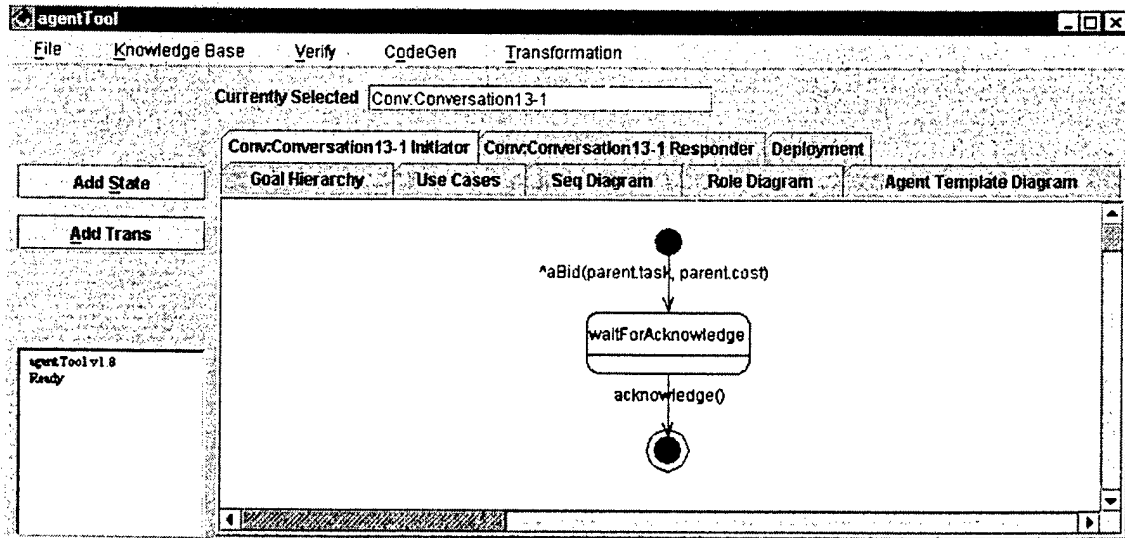 agentTool
File Knowledge Base Verify CodeGen Transformation
Currently Selected Conv:Conversation13-1
Conv:Conversation13-1 Initiator Conv:Conversation13-1 Responder Deployment
Goal Hierarchy Use Cases Seq Diagram Role Diagram Agent Template Diagram
Add State
Add Trans
^aBid(parent.task, parent.cost)
waitForAcknowledge
acknowledge()
agentTool v1.8
Ready